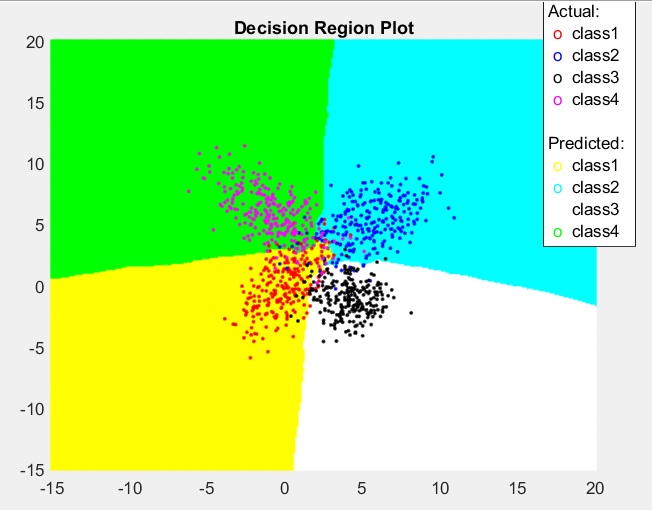 Decision Region Plot
Actual:
o class1
o class2
o class3
o class4
Predicted:
o class1
o class2
class3
o class4
20
15
10
5
0
-5
-10
-15
-15 -10 -5 0 5 10 15 20